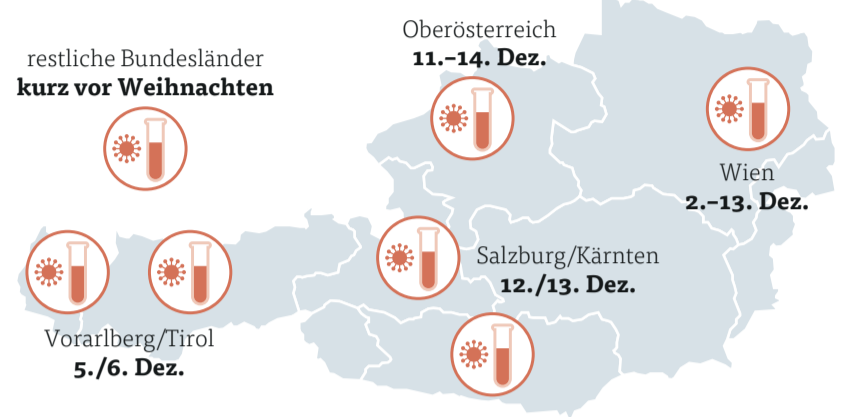 restliche Bundesländer
kurz vor Weihnachten
Oberösterreich
11.–14. Dez.
Wien
2.–13. Dez.
Salzburg/Kärnten
12./13. Dez.
Vorarlberg/Tirol
5./6. Dez.